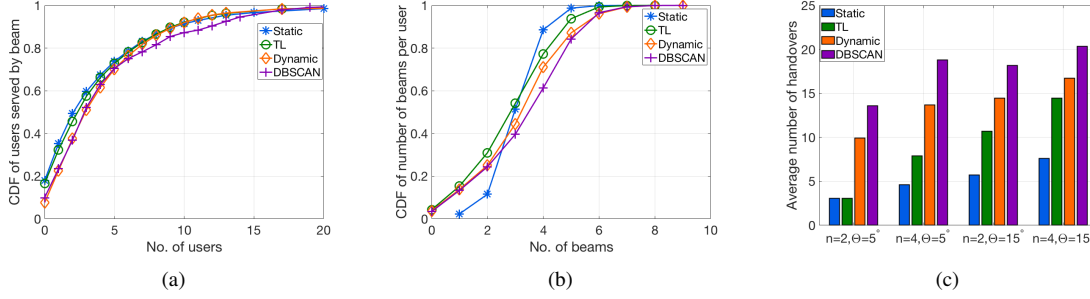 CDF of users served by beam
1
0.8
0.6
0.4
0.2
0
0 5 10 15 20
No. of users
Static
TL
Dynamic
DBSCAN
(a)
CDF of number of beams per user
1
0.8
0.6
0.4
0.2
0
0 2 4 6 8 10
No. of beams
Static
TL
Dynamic
DBSCAN
(b)
Average number of handovers
25
20
15
10
5
0
n=2,Θ=5° n=4,Θ=5° n=2,Θ=15° n=4,Θ=15°
Static
TL
Dynamic
DBSCAN
(c)